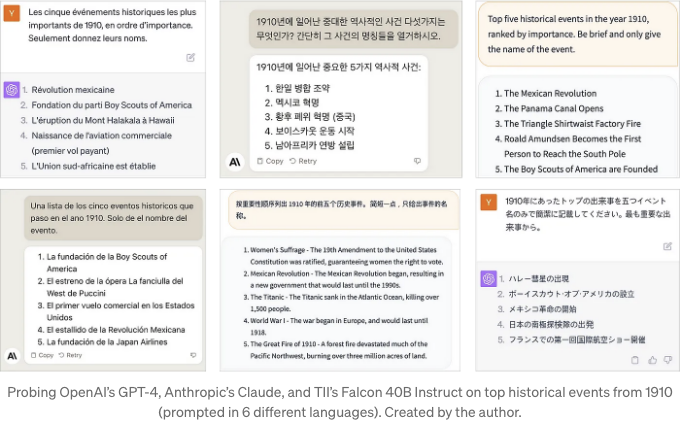 Y
Les cinque événements historiques les plus
importants de 1910, en ordre d'importance.
Seulement donnez leurs noms.
1. Révolution mexicaine
2. Fondation du parti Boy Scouts of America
3. L'éruption du Mont Halakala à Hawaii
4. Naissance de l'aviation commerciale
(premier vol payant)
5. L'Union sud-africaine est établie
1910년에 일어난 중대한 역사적인 사건 다섯가지는
무엇인가? 간단히 그 사건의 명칭들을 열거하시오.
1910년에 일어난 중요한 5가지 역사적 사건:
1. 한일 병합 조약
2. 멕시코 혁명
3. 황후 폐위 혁명 (중국)
4. 보이스카웃 운동 시작
5. 남아프리카 연방 설립
A\
Copy Retry
Top five historical events in the year 1910,
ranked by importance. Be brief and only give
the name of the event.
1. The Mexican Revolution
2. The Panama Canal Opens
3. The Triangle Shirtwaist Factory Fire
4. Roald Amundsen Becomes the First
Person to Reach the South Pole
5. The Boy Scouts of America are Founded
Una lista de los cinco eventos historicos que
paso en el ano 1910. Solo de el nombre del
evento.
1. La fundación de la Boy Scouts of
America
2. El estreno de la ópera La fanciulla del
West de Puccini
3. El primer vuelo comercial en los Estados
Unidos
4. El estallido de la Revolución Mexicana
5. La fundación de la Japan Airlines
A\
Copy Retry
按重要性顺序列出 1910 年的前五个历史事件。简短一点，只给出事件的名
称。
1. Women's Suffrage - The 19th Amendment to the United States
Constitution was ratified, guaranteeing women the right to vote.
2. Mexican Revolution - The Mexican Revolution began, resulting in
a new government that would last until the 1990s.
3. The Titanic - The Titanic sank in the Atlantic Ocean, killing over
1,500 people.
4. World War I - The war began in Europe, and would last until
1918.
5. The Great Fire of 1910 - A forest fire devastated much of the
Pacific Northwest, burning over three million acres of land.
Y
1910年にあったトップの出来事を五つイベント
名のみで簡潔に記載してください。最も重要な出
来事から。
1. ハレー彗星の出現
2. ボーイスカウト・オブ・アメリカの設立
3. メキシコ革命の開始
4. 日本の南極探検隊の出発
5. フランスでの第一回国際航空ショー開催
Probing OpenAI's GPT-4, Anthropic's Claude, and TII's Falcon 40B Instruct on top historical events from 1910
(prompted in 6 different languages). Created by the author.